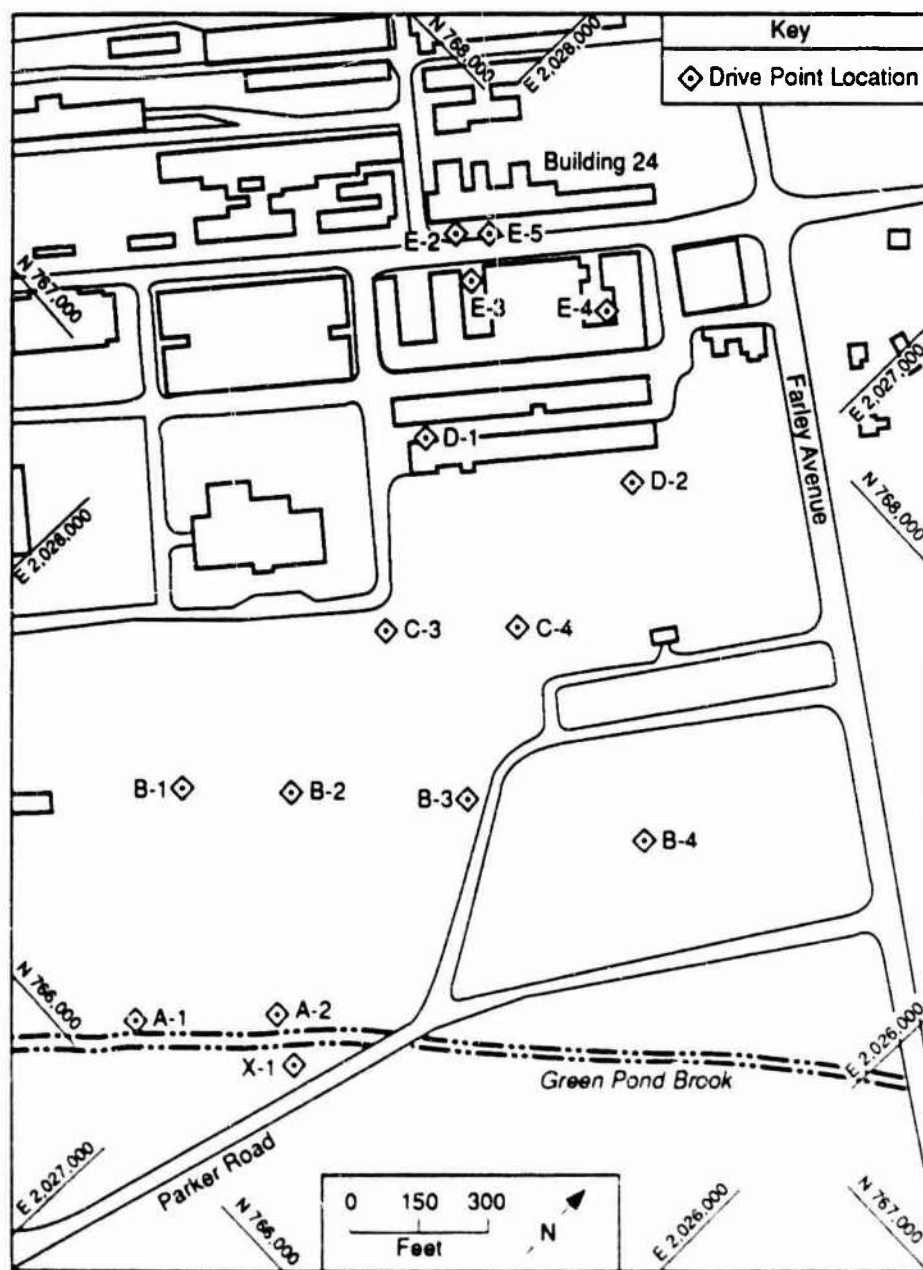 Key
Drive Point Location
N 768,000
E 2,028,000
Building 24
E-2
E-5
N 767,000
E-3
E-4
E 2,027,000
Farley Avenue
D-1
D-2
N 768,000
E 2,028,000
C-3
C-4
B-1
B-2
B-3
B-4
N 766,000
A-1
A-2
E 2,026,000
X-1
Green Pond Brook
E 2,027,000
Parker Road
0 150 300
Feet
N
N 766,000
E 2,026,000
N 767,000